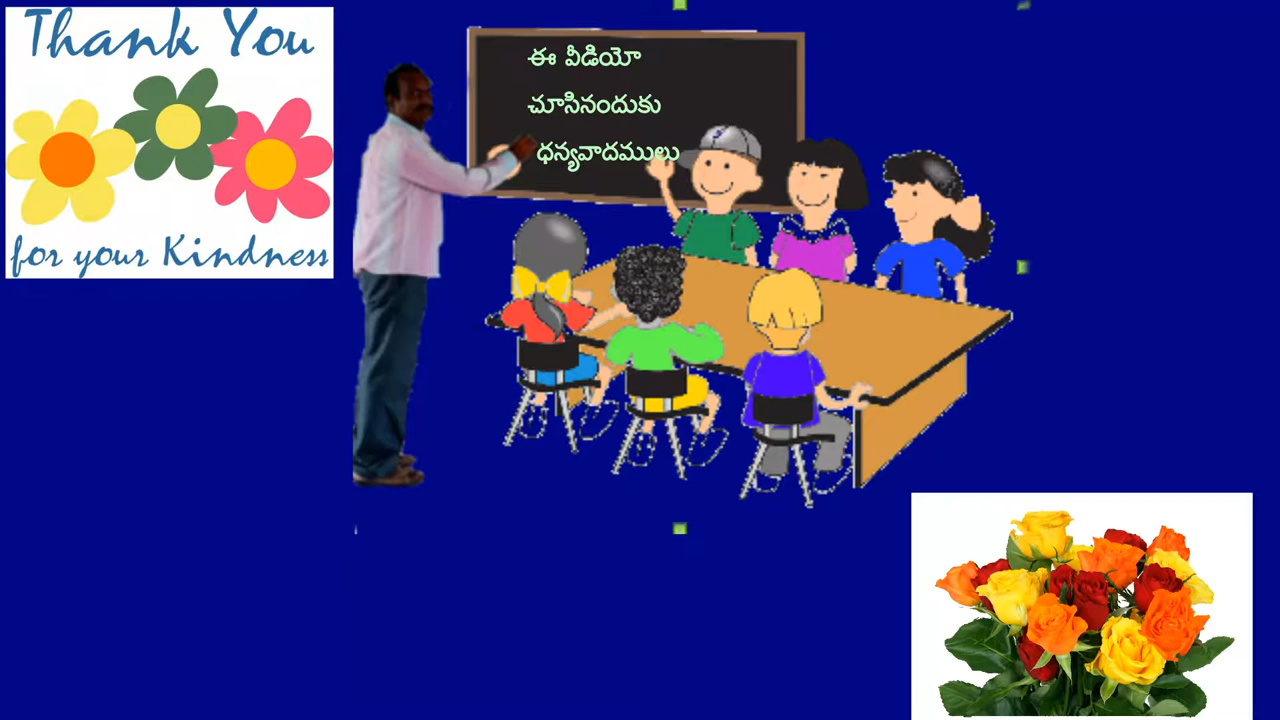 Thank You
for your Kindness
ఈ వీడియో
చూసినందుకు
ధన్యవాదములు